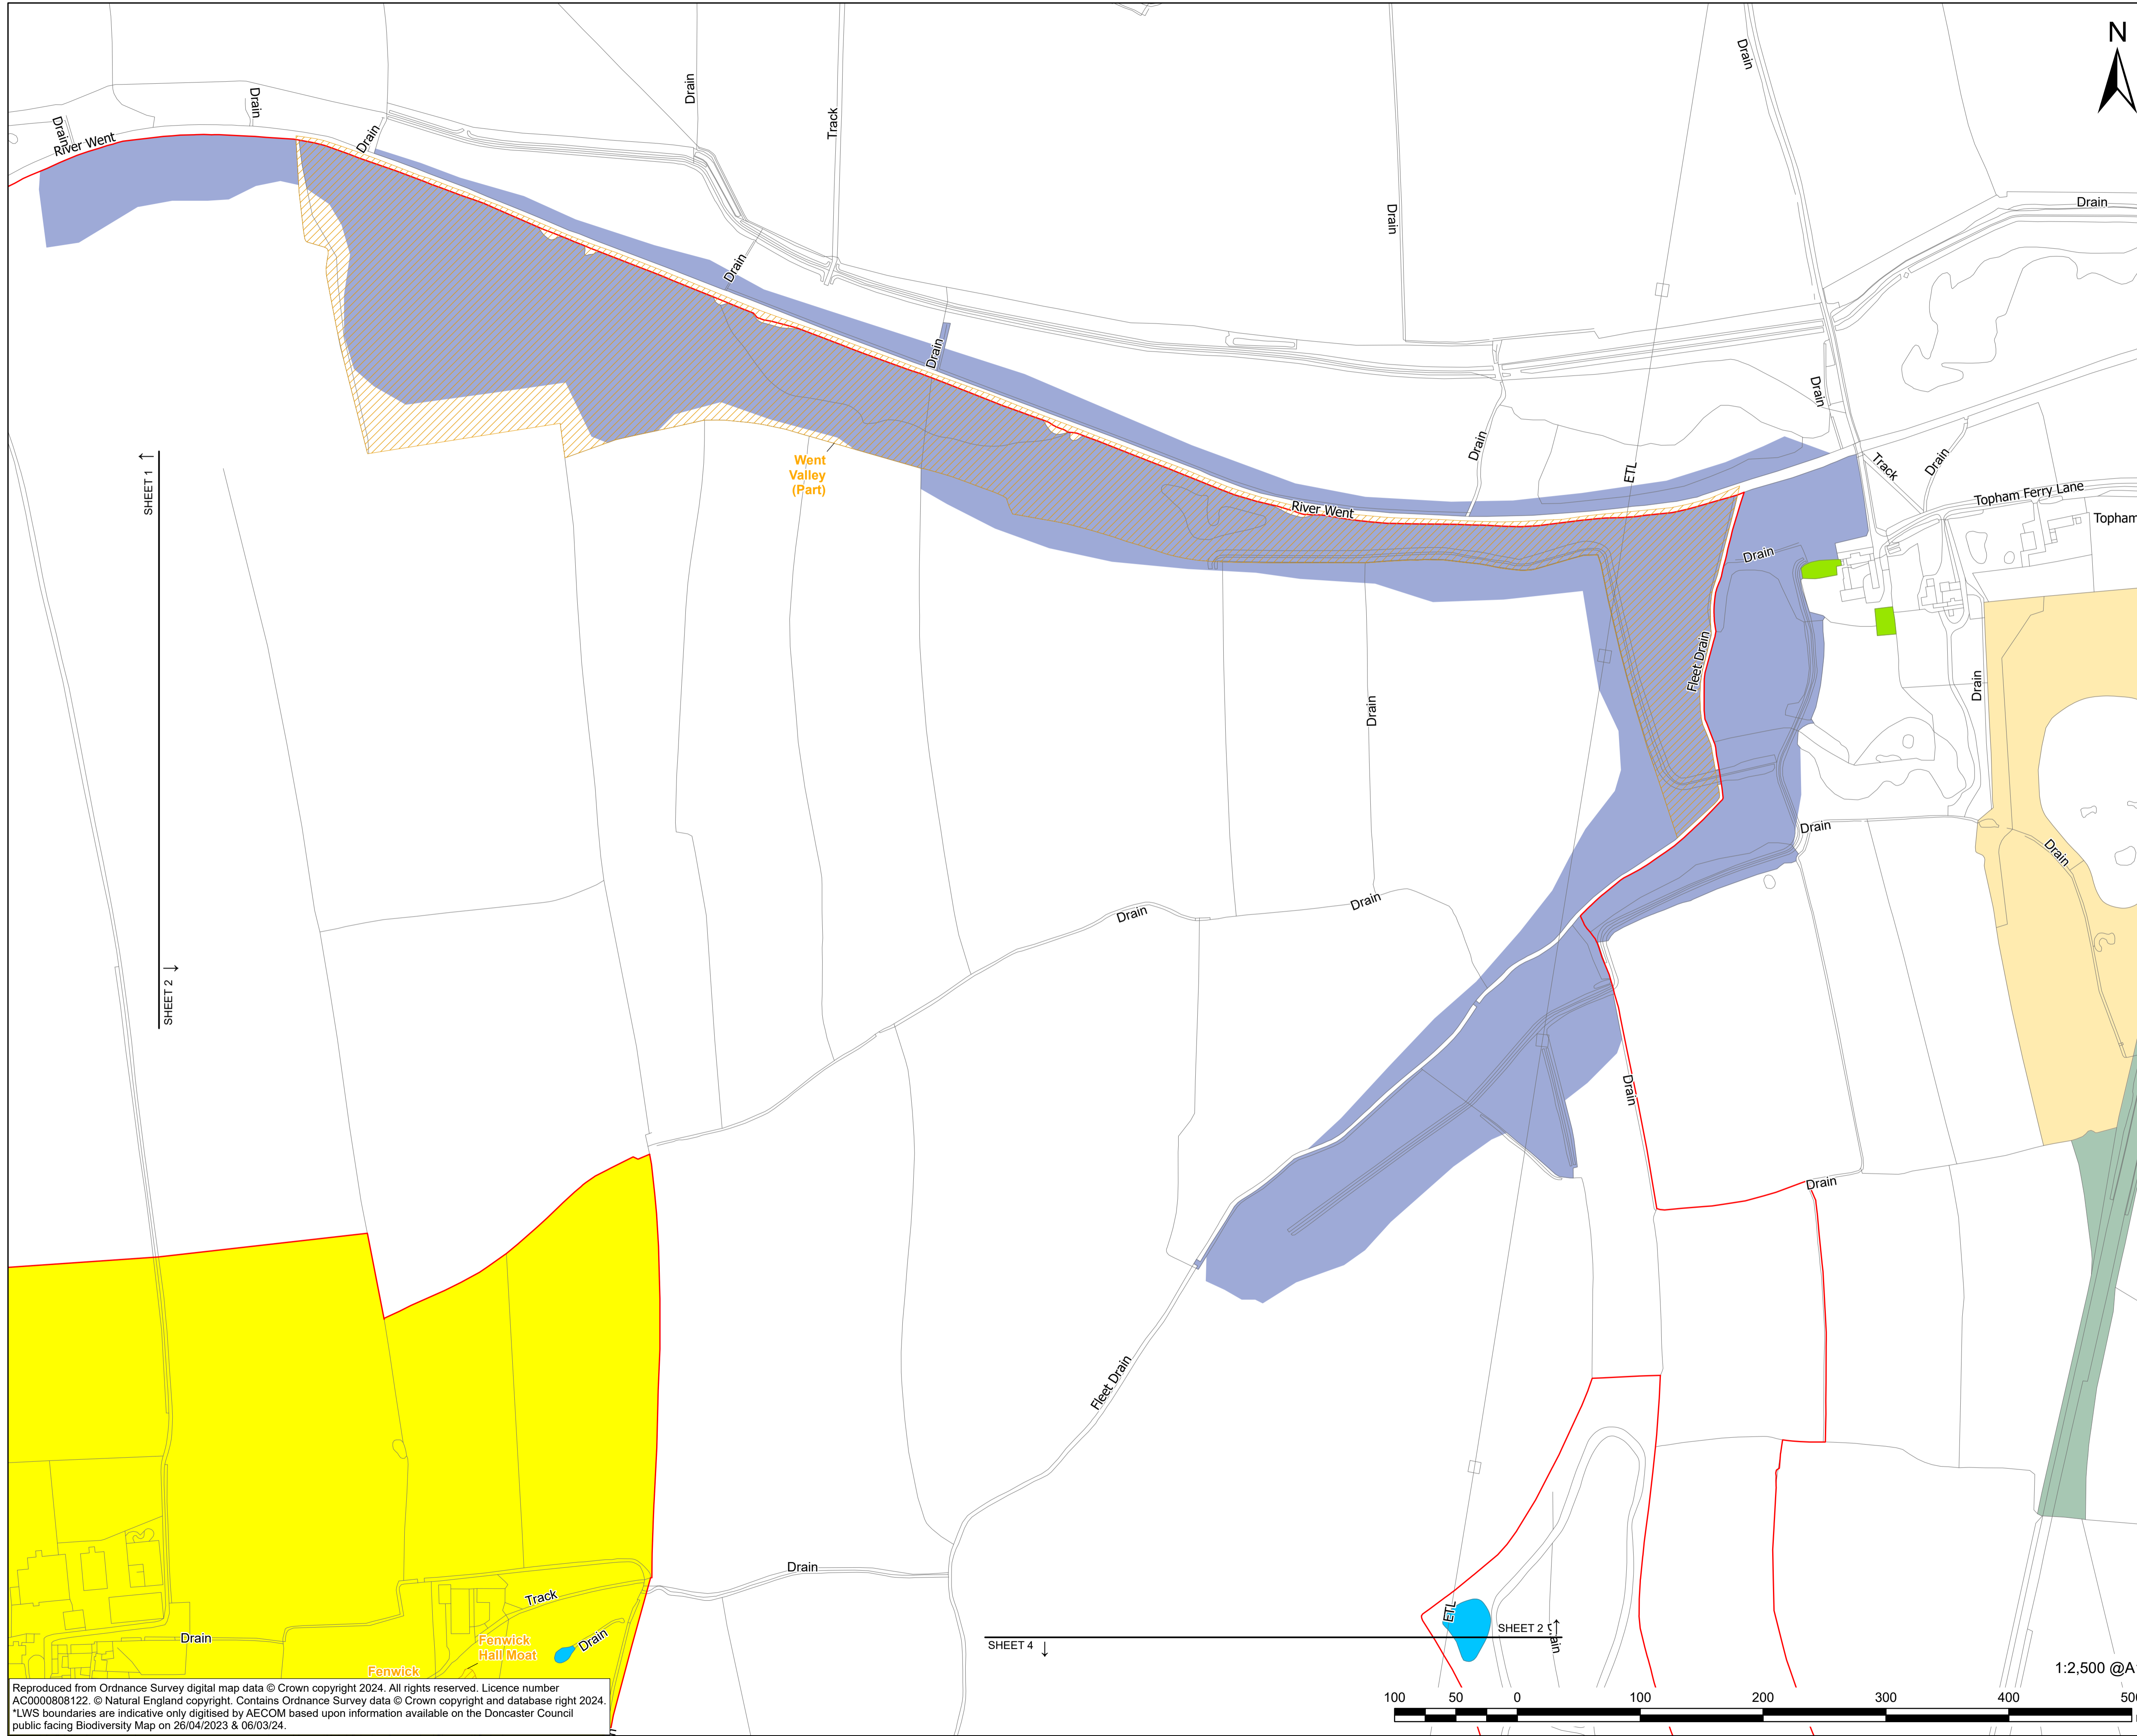 N
Drain
Drain
Drain
Drain
Track
Drain
Drain
River Went
Drain
Drain
Drain
Drain
Drain
Drain
SHEET 1 ←
Went
Valley
(Part)
Drain
ETL
Track
Drain
Topham Ferry Lane
River Went
Topham
Drain
Fleet Drain
Drain
Drain
Drain
Drain
Drain
Drain
SHEET 2 →
Drain
Drain
Fleet Drain
Drain
Track
ETL
Drain
Drain
Fenwick
Hall Moat
Fenwick
SHEET 4 ↓
SHEET 2 ↑
1:2,500 @A
Reproduced from Ordnance Survey digital map data © Crown copyright 2024. All rights reserved. Licence number
AC0000808122. © Natural England copyright. Contains Ordnance Survey data © Crown copyright and database right 2024.
*LWS boundaries are indicative only digitised by AECOM based upon information available on the Doncaster Council
public facing Biodiversity Map on 26/04/2023 & 06/03/24.
100 50 0 100 200 300 400